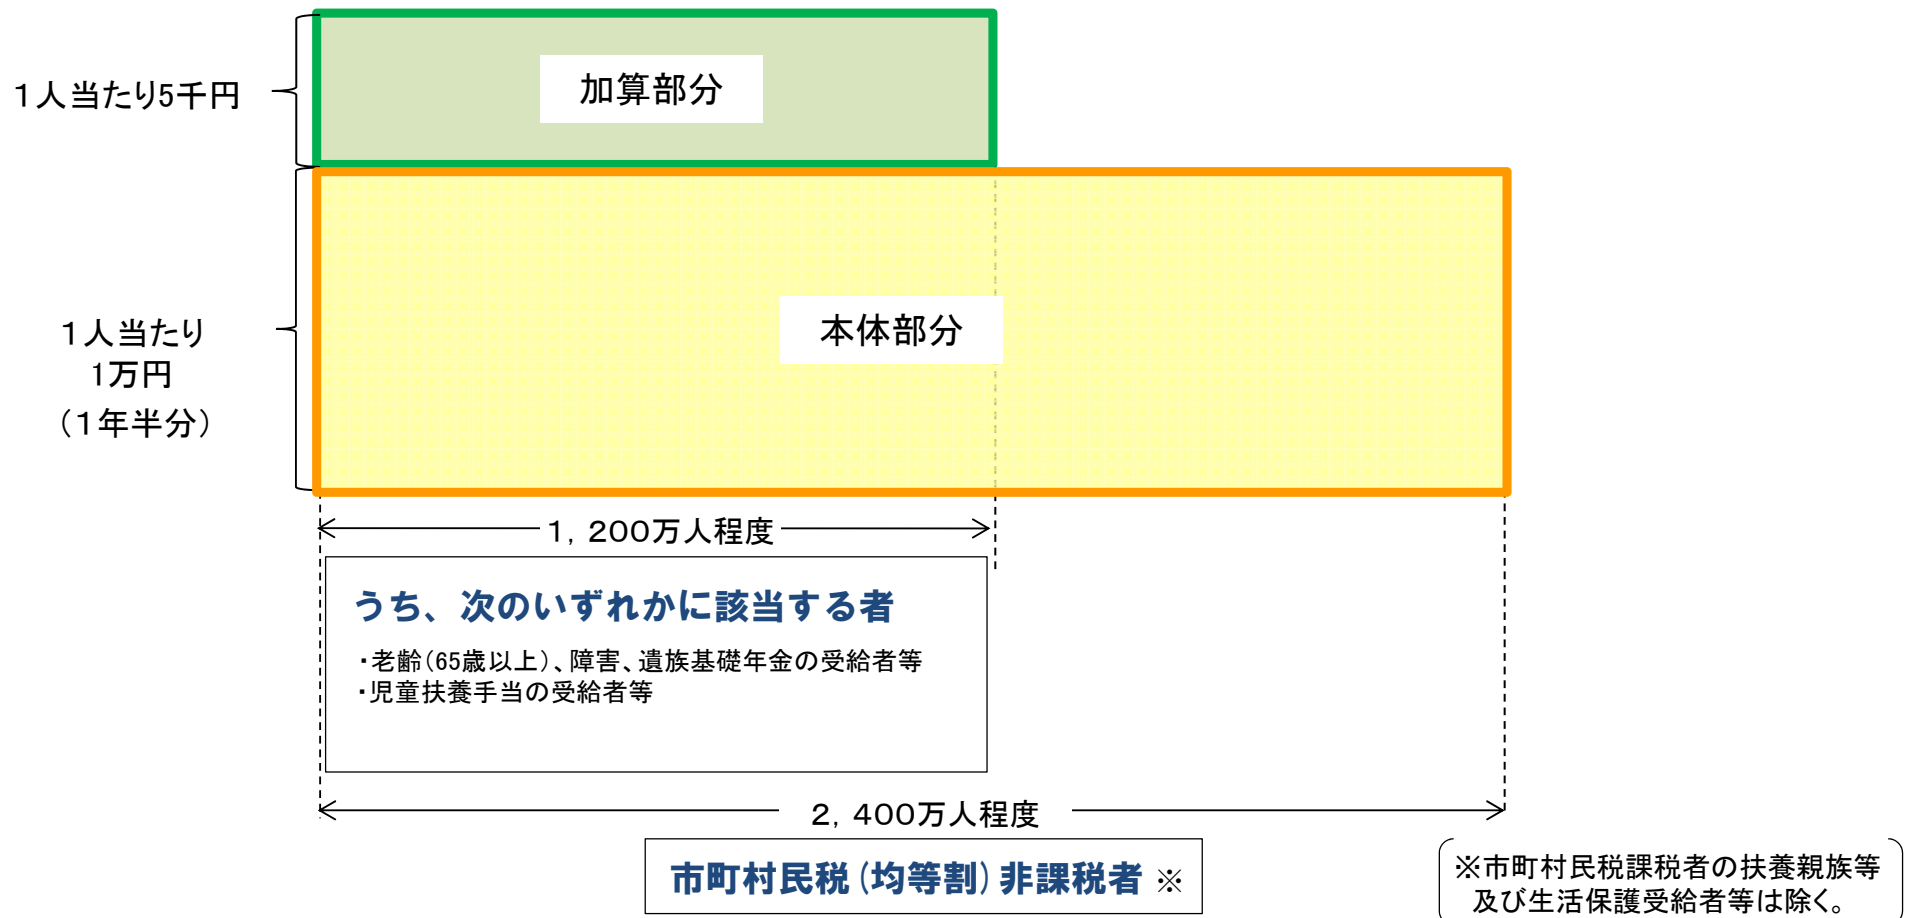 加算部分
1人当たり5千円
本体部分
1人当たり
1万円
（1年半分）
1，200万人程度
うち、次のいずれかに該当する者
・老齢（65歳以上）、障害、遺族基礎年金の受給者等
・児童扶養手当の受給者等
2，400万人程度
市町村民税（均等割）非課税者 ※
※市町村民税課税者の扶養親族等
及び生活保護受給者等は除く。